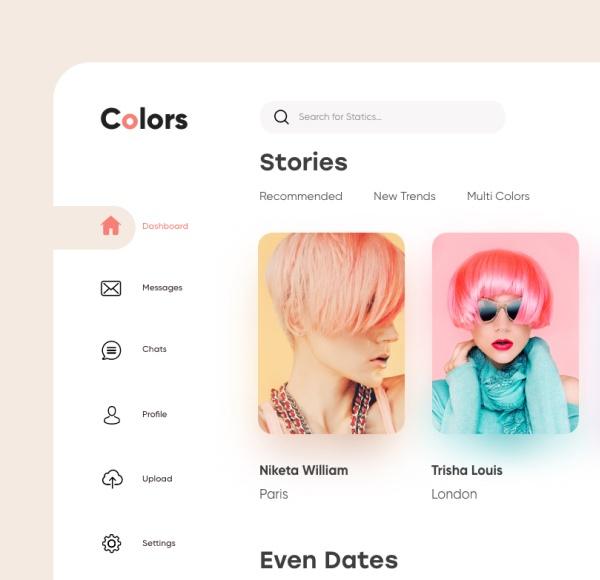 Colors
Search for Statics...
Stories
Recommended New Trends Multi Colors
Dashboard
Messages
Chats
Profile
Upload
Settings
Niketa William
Paris
Trisha Louis
London
Even Dates